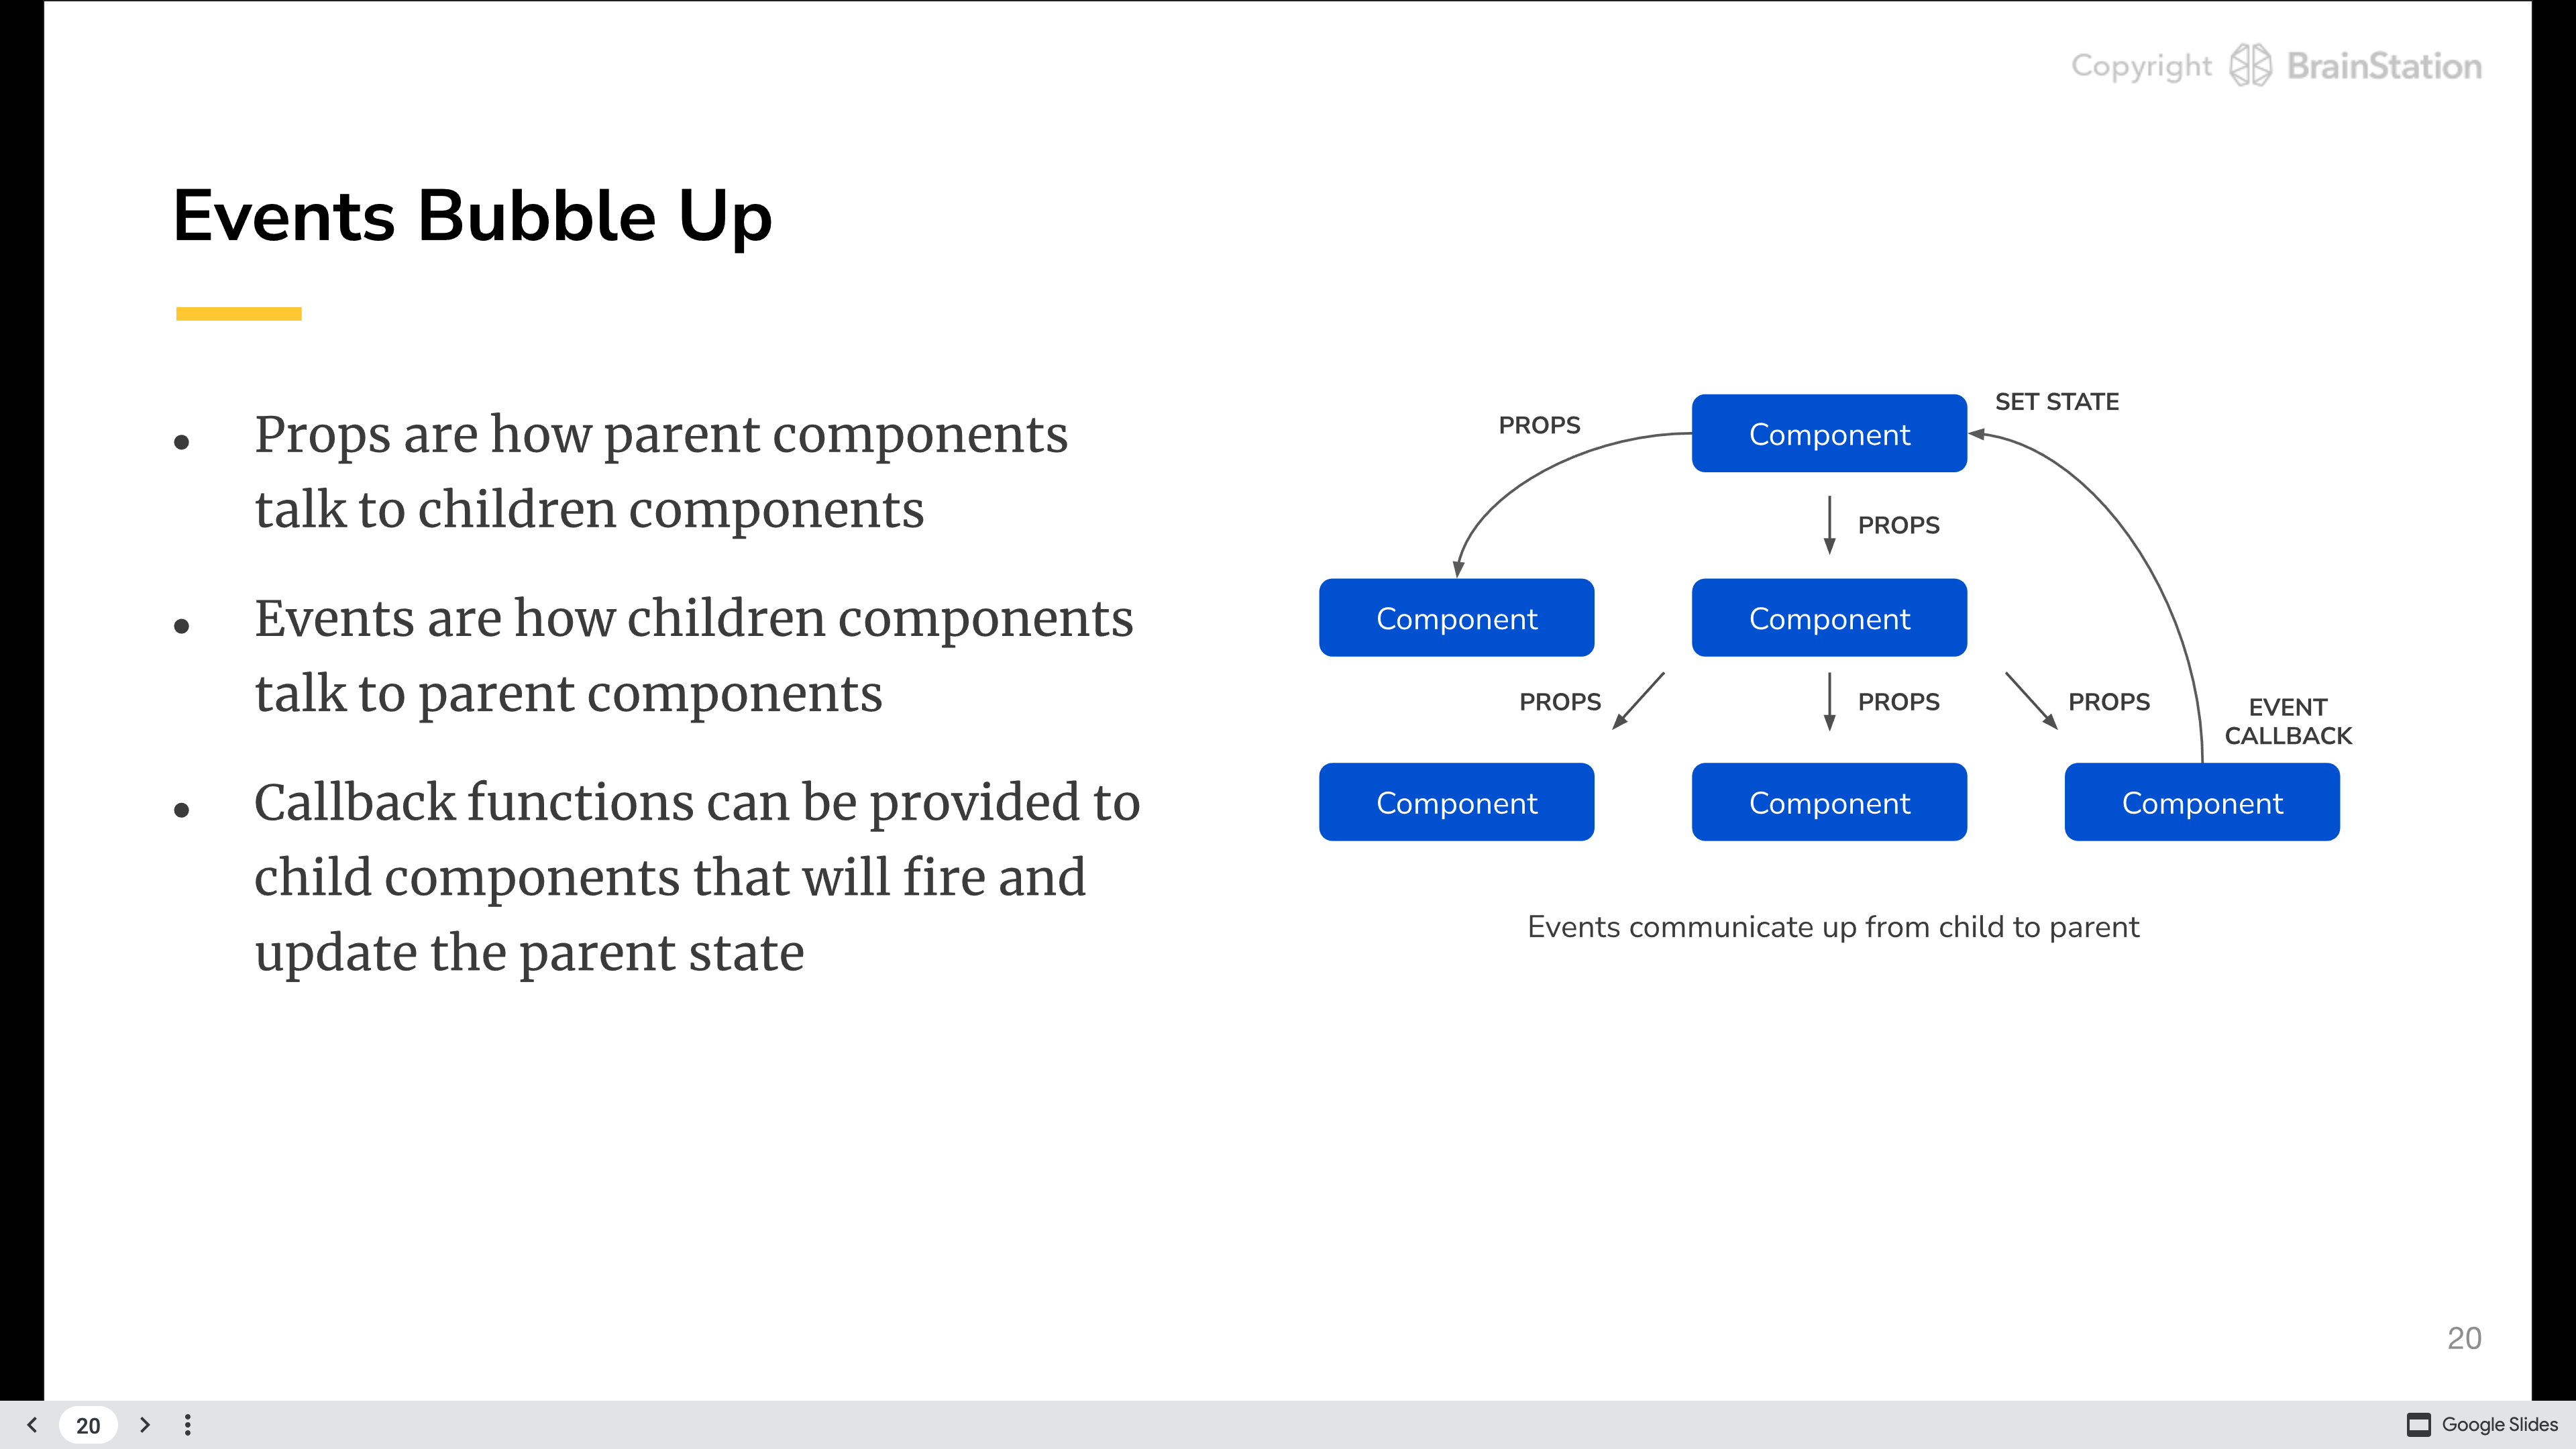 Copyright BrainStation
Events Bubble Up
● Props are how parent components
talk to children components
● Events are how children components
talk to parent components
● Callback functions can be provided to
child components that will fire and
update the parent state
SET STATE
PROPS
Component
PROPS
Component
Component
PROPS
PROPS
PROPS
EVENT
CALLBACK
Component
Component
Component
Events communicate up from child to parent
20
20
Google Slides